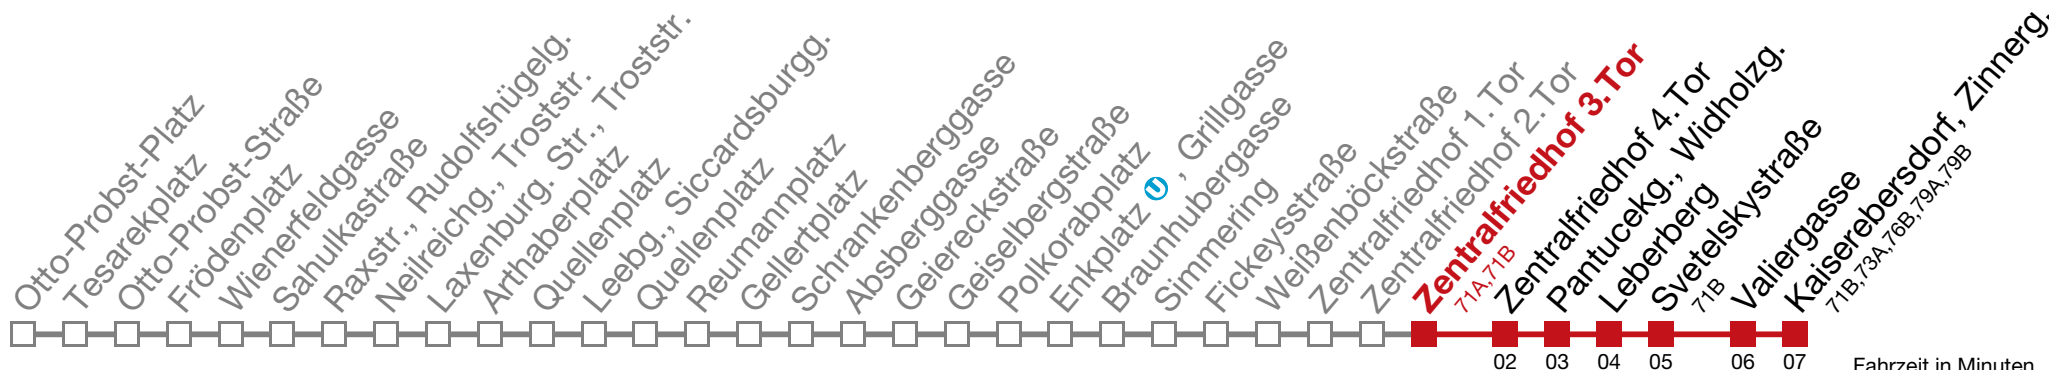 Otto-Probst-Platz
Tesarekplatz
Otto-Probst-Straße
Frödenplatz
Wienerfeldgasse
Sahulkastraße
Raxstr., Rudolfshügelg.
Neilreichg., Troststr.
Laxenburg. Str., Troststr.
Arthaberplatz
Quellenplatz
Leebg., Siccardsburgg.
Quellenplatz
Reumannplatz
Gellertplatz
Schrankenberggasse
Absberggasse
Geiereckstraße
Geiselbergstraße
Polkorabplatz
Enkplatz U, Grillgasse
Braunhubergasse
Simmering
Fickeysstraße
Weißenböckstraße
Zentralfriedhof 1. Tor
Zentralfriedhof 2. Tor
Zentralfriedhof 3. Tor
71A,71B
Zentralfriedhof 4. Tor
Pantucekg., Widholzg.
Leberberg
Svetelskystraße
71B
Valiergasse
Kaiserebersdorf, Zinnerg.
71B,73A,76B,79A,79B
02 03 04 05 06 07
Fahrzeit in Minuten